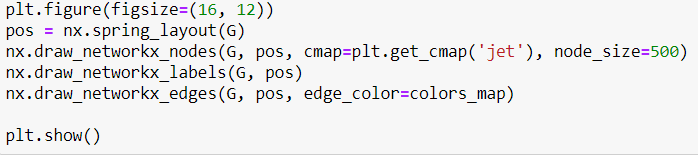 plt.figure(figsize=(16, 12))
pos = nx.spring_layout(G)
nx.draw_networkx_nodes(G, pos, cmap=plt.get_cmap('jet'), node_size=500)
nx.draw_networkx_labels(G, pos)
nx.draw_networkx_edges(G, pos, edge_color=colors_map)
plt.show()